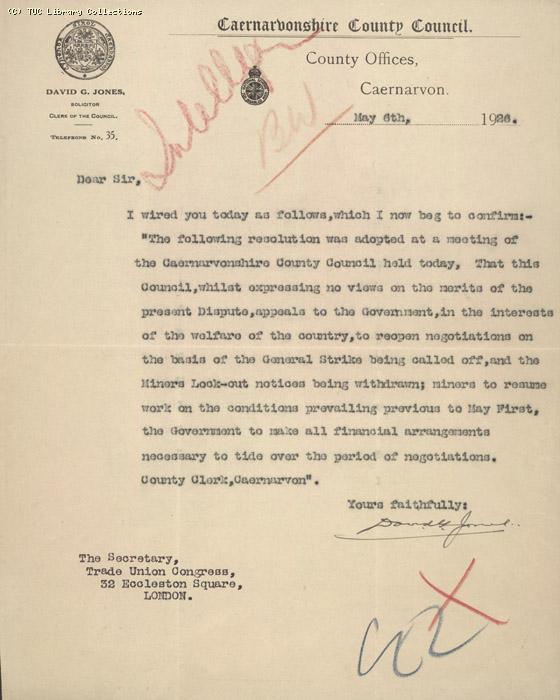 © TUC Library Collections
Caernarvonshire County Council.
County Offices,
Caernarvon.
DAVID G. JONES,
SOLICITOR
CLERK OF THE COUNCIL.
TELEPHONE No. 35.
May 6th, 1926.
Dear Sir,
I wired you today as follows,which I now beg to confirm:-
"The following resolution was adopted at a meeting of
the Caernarvonshire County Council held today, That this
Council,whilst expressing no views on the merits of the
present Dispute,appeals to the Government,in the interests
of the welfare of the country,to reopen negotiations on
the basis of the General Strike being called off,and the
Miners Lock-out notices being withdrawn; miners to resume
work on the conditions prevailing previous to May First,
the Government to make all financial arrangements
necessary to tide over the period of negotiations.
County Clerk,Caernarvon".
Yours faithfully:
David G. Jones.
The Secretary,
Trade Union Congress,
32 Eccleston Square,
LONDON.